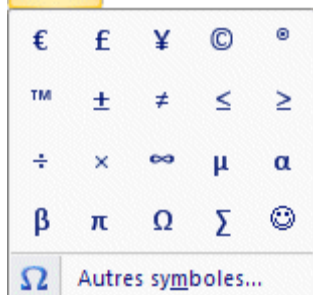 € £ ¥ © ®
™ ± ≠ ≤ ≥
÷ × ∞ µ α
β π Ω ∑ ☺
Ω Autres symboles...